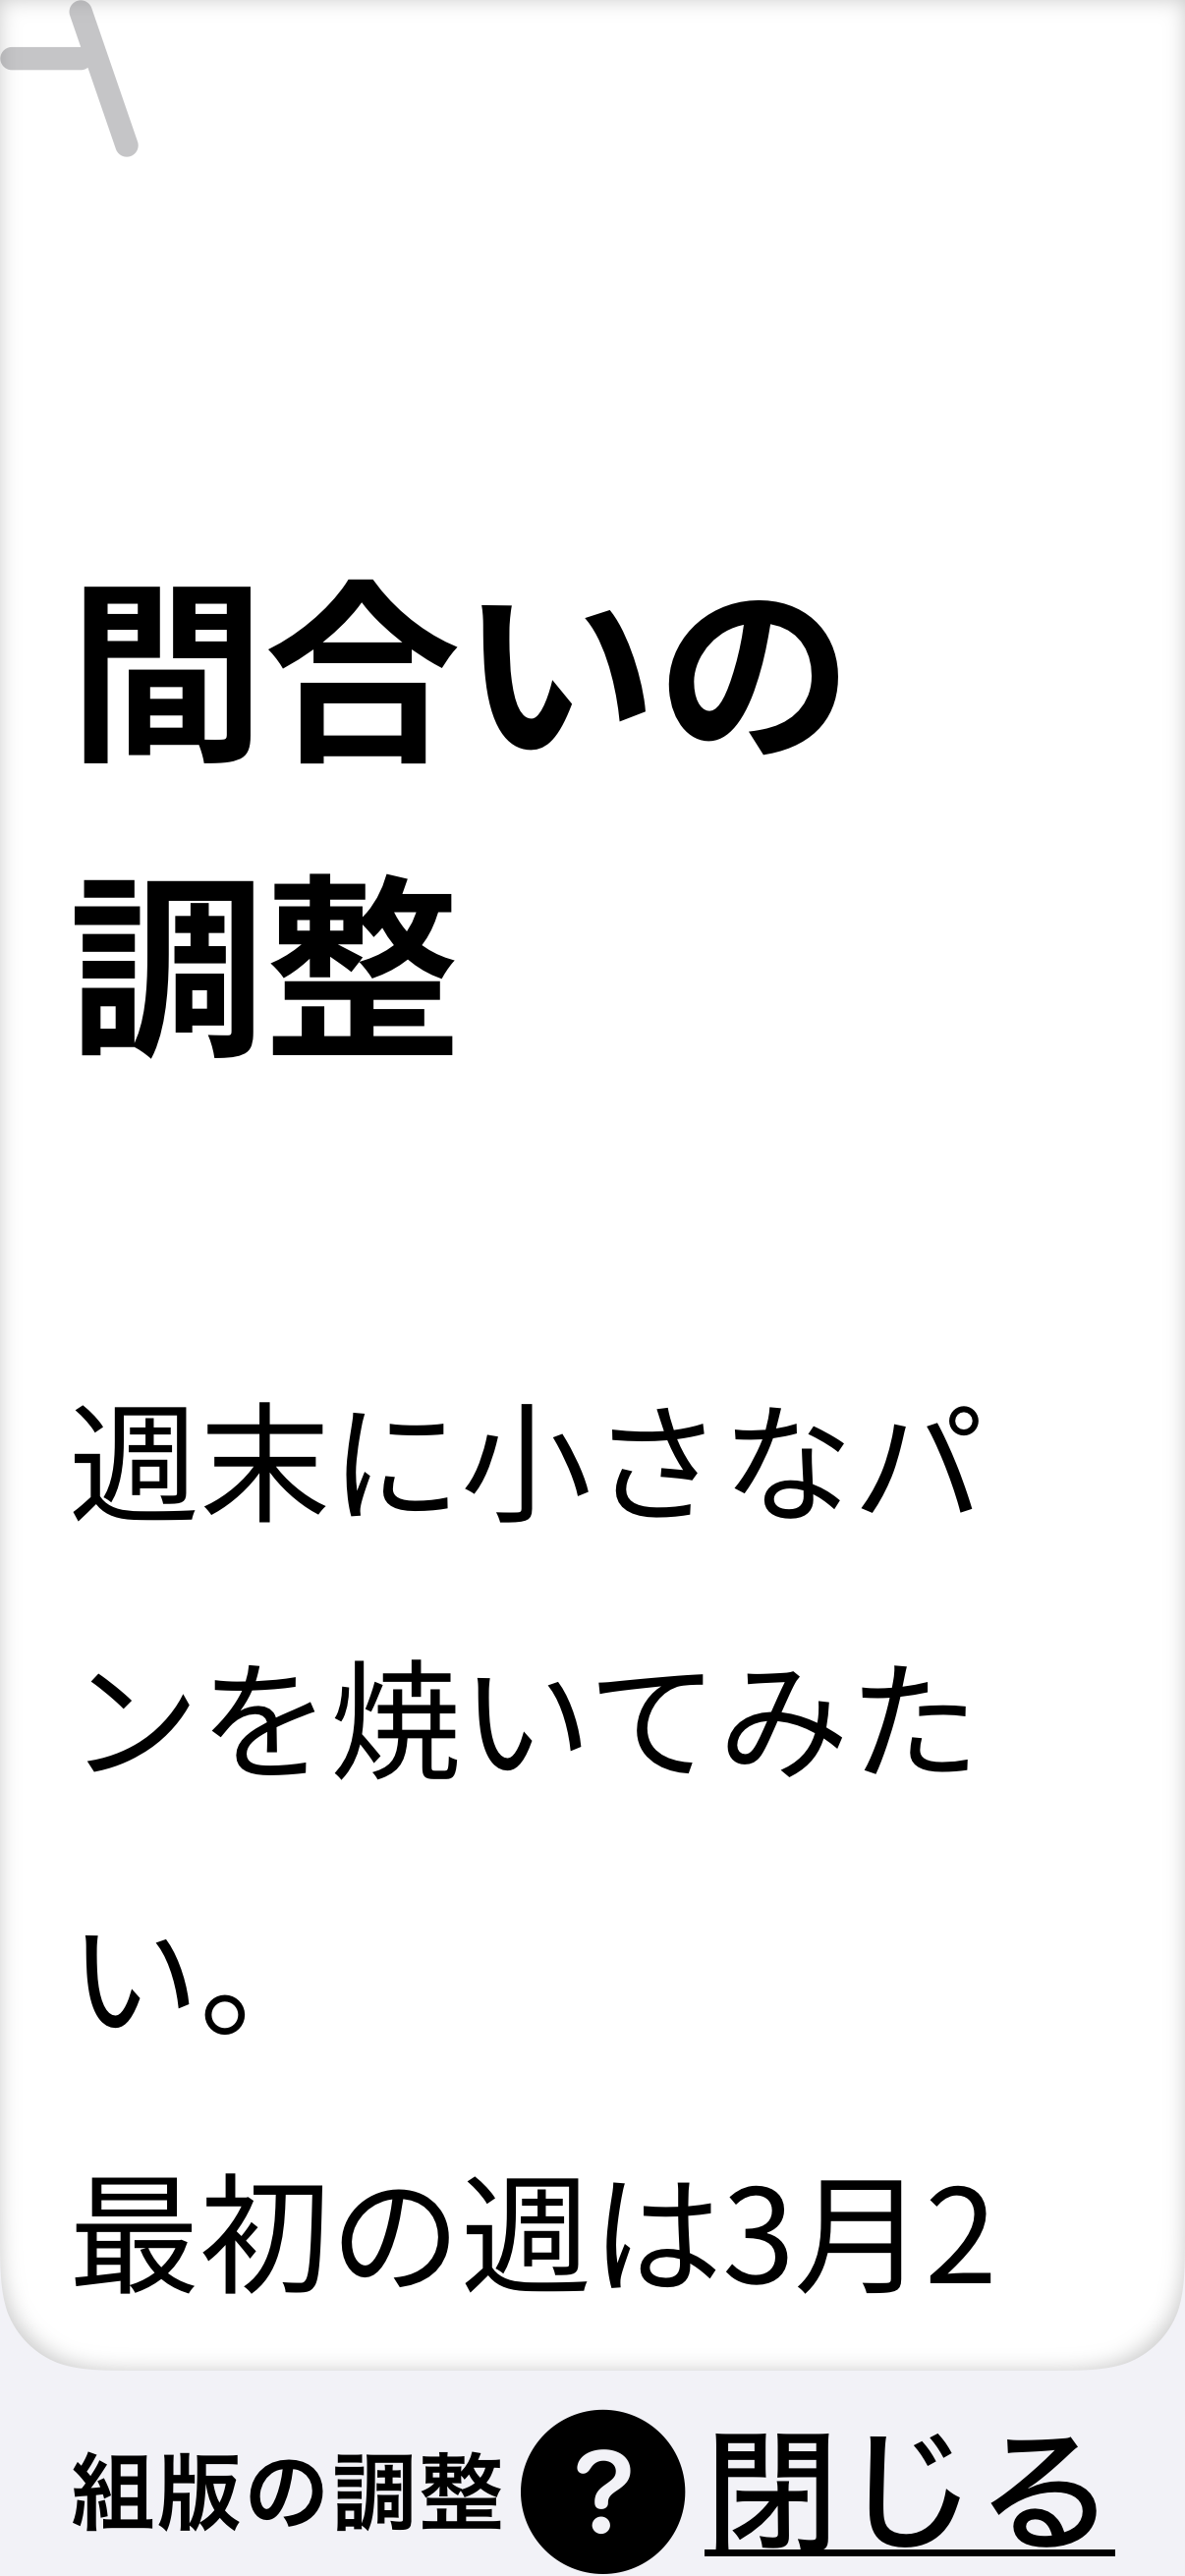 間合いの
調整
週末に小さなパ
ンを焼いてみた
い。
最初の週は3月2
組版の調整 ? 閉じる